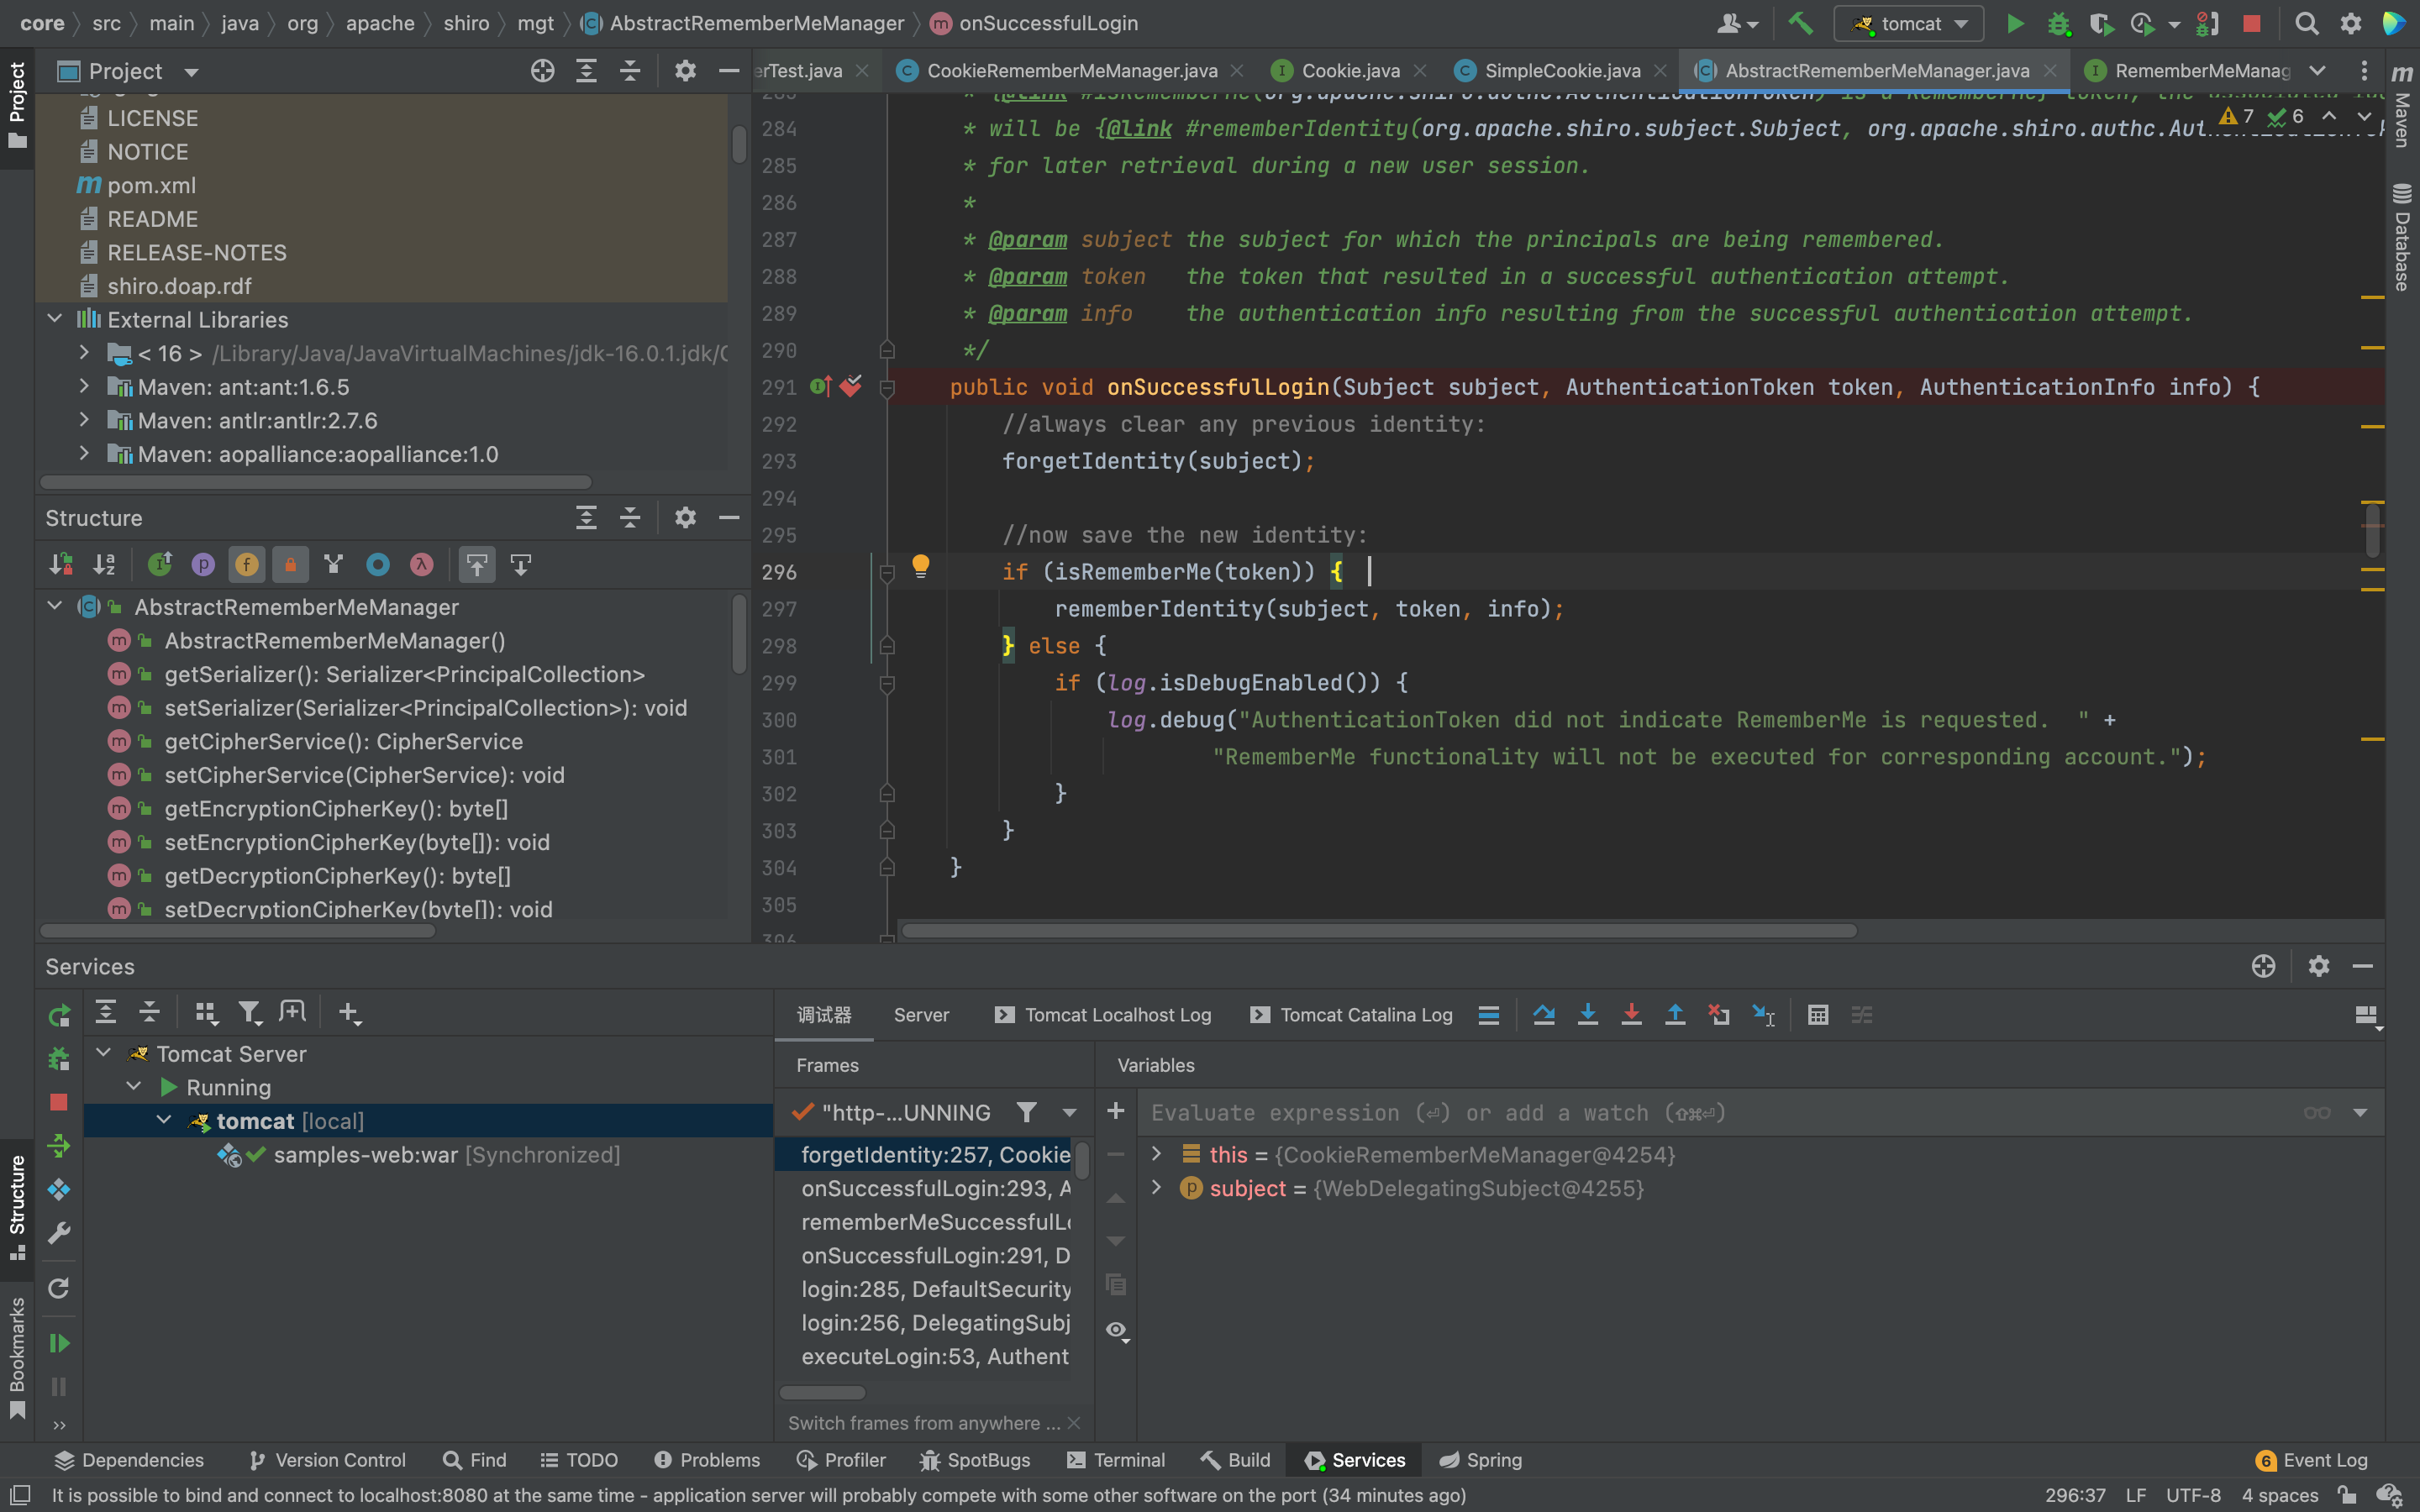 core src main java org apache shiro mgt AbstractRememberMeManager onSuccessfulLogin
tomcat
Project
erTest.java CookieRememberMeManager.java Cookie.java SimpleCookie.java AbstractRememberMeManager.java RememberMeManag
LICENSE
NOTICE
pom.xml
README
RELEASE-NOTES
shiro.doap.rdf
External Libraries
< 16 > /Library/Java/JavaVirtualMachines/jdk-16.0.1.jdk/C
Maven: ant:ant:1.6.5
Maven: antlr:antlr:2.7.6
Maven: aopalliance:aopalliance:1.0
Structure
AbstractRememberMeManager
AbstractRememberMeManager()
getSerializer(): Serializer<PrincipalCollection>
setSerializer(Serializer<PrincipalCollection>): void
getCipherService(): CipherService
setCipherService(CipherService): void
getEncryptionCipherKey(): byte[]
setEncryptionCipherKey(byte[]): void
getDecryptionCipherKey(): byte[]
setDecryptionCipherKey(byte[]): void
7 6
284 * will be {@link #rememberIdentity(org.apache.shiro.subject.Subject, org.apache.shiro.authc.Aut
285 * for later retrieval during a new user session.
286 *
287 * @param subject the subject for which the principals are being remembered.
288 * @param token the token that resulted in a successful authentication attempt.
289 * @param info the authentication info resulting from the successful authentication attempt.
290 */
291 public void onSuccessfulLogin(Subject subject, AuthenticationToken token, AuthenticationInfo info) {
292 //always clear any previous identity:
293 forgetIdentity(subject);
294
295 //now save the new identity:
296 if (isRememberMe(token)) {
297 rememberIdentity(subject, token, info);
298 } else {
299 if (log.isDebugEnabled()) {
300 log.debug("AuthenticationToken did not indicate RememberMe is requested.  " +
301 "RememberMe functionality will not be executed for corresponding account.");
302 }
303 }
304 }
305
306
Project
Structure
Bookmarks
Maven
Database
Services
Tomcat Server
Running
tomcat [local]
samples-web:war [Synchronized]
调试器 Server Tomcat Localhost Log Tomcat Catalina Log
Frames
"http-...UNNING
forgetIdentity:257, Cookie
onSuccessfulLogin:293, A
rememberMeSuccessfulLo
onSuccessfulLogin:291, D
login:285, DefaultSecurity
login:256, DelegatingSubj
executeLogin:53, Authent
Switch frames from anywhere ...
Variables
Evaluate expression (⏎) or add a watch (⇧⌘⏎)
this = {CookieRememberMeManager@4254}
subject = {WebDelegatingSubject@4255}
Dependencies Version Control Find TODO Problems Profiler SpotBugs Terminal Build Services Spring 6 Event Log
It is possible to bind and connect to localhost:8080 at the same time - application server will probably compete with some other software on the port (34 minutes ago) 296:37 LF UTF-8 4 spaces